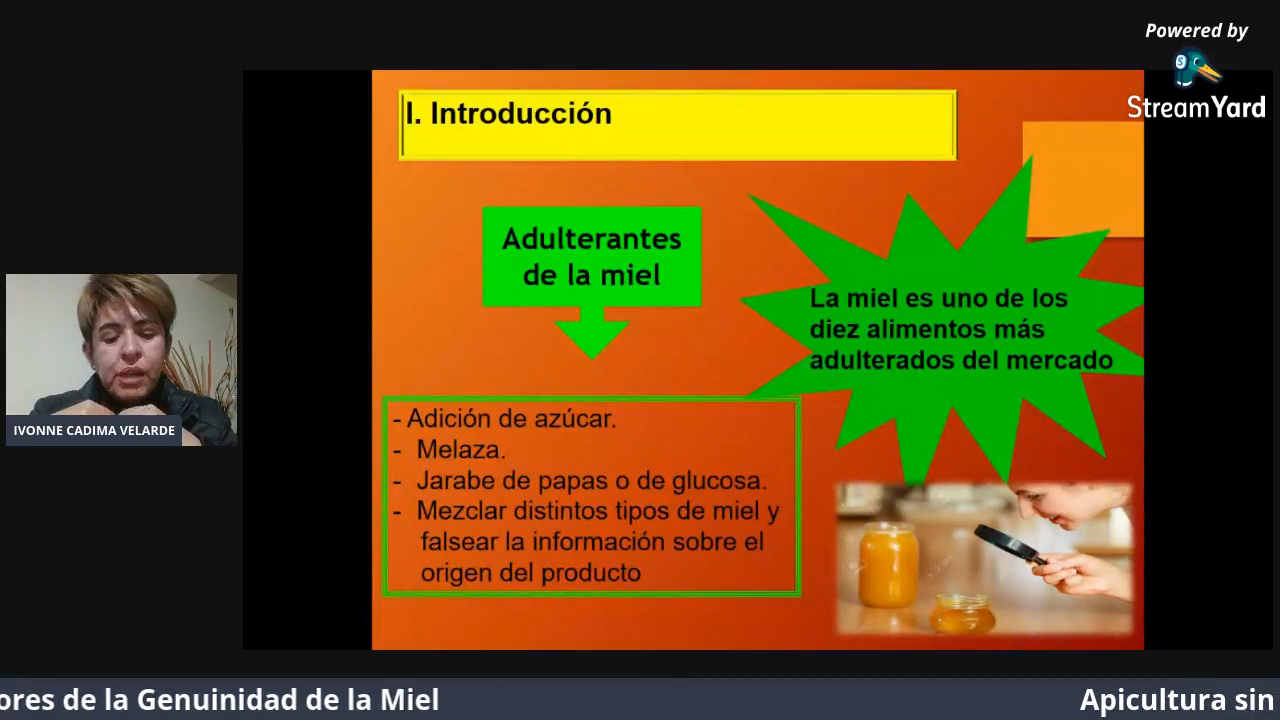 Powered by
StreamYard
I. Introducción
Adulterantes
de la miel
La miel es uno de los
diez alimentos más
adulterados del mercado
- Adición de azúcar.
- Melaza.
- Jarabe de papas o de glucosa.
- Mezclar distintos tipos de miel y
falsear la información sobre el
origen del producto
IVONNE CADIMA VELARDE
ores de la Genuinidad de la Miel
Apicultura sin